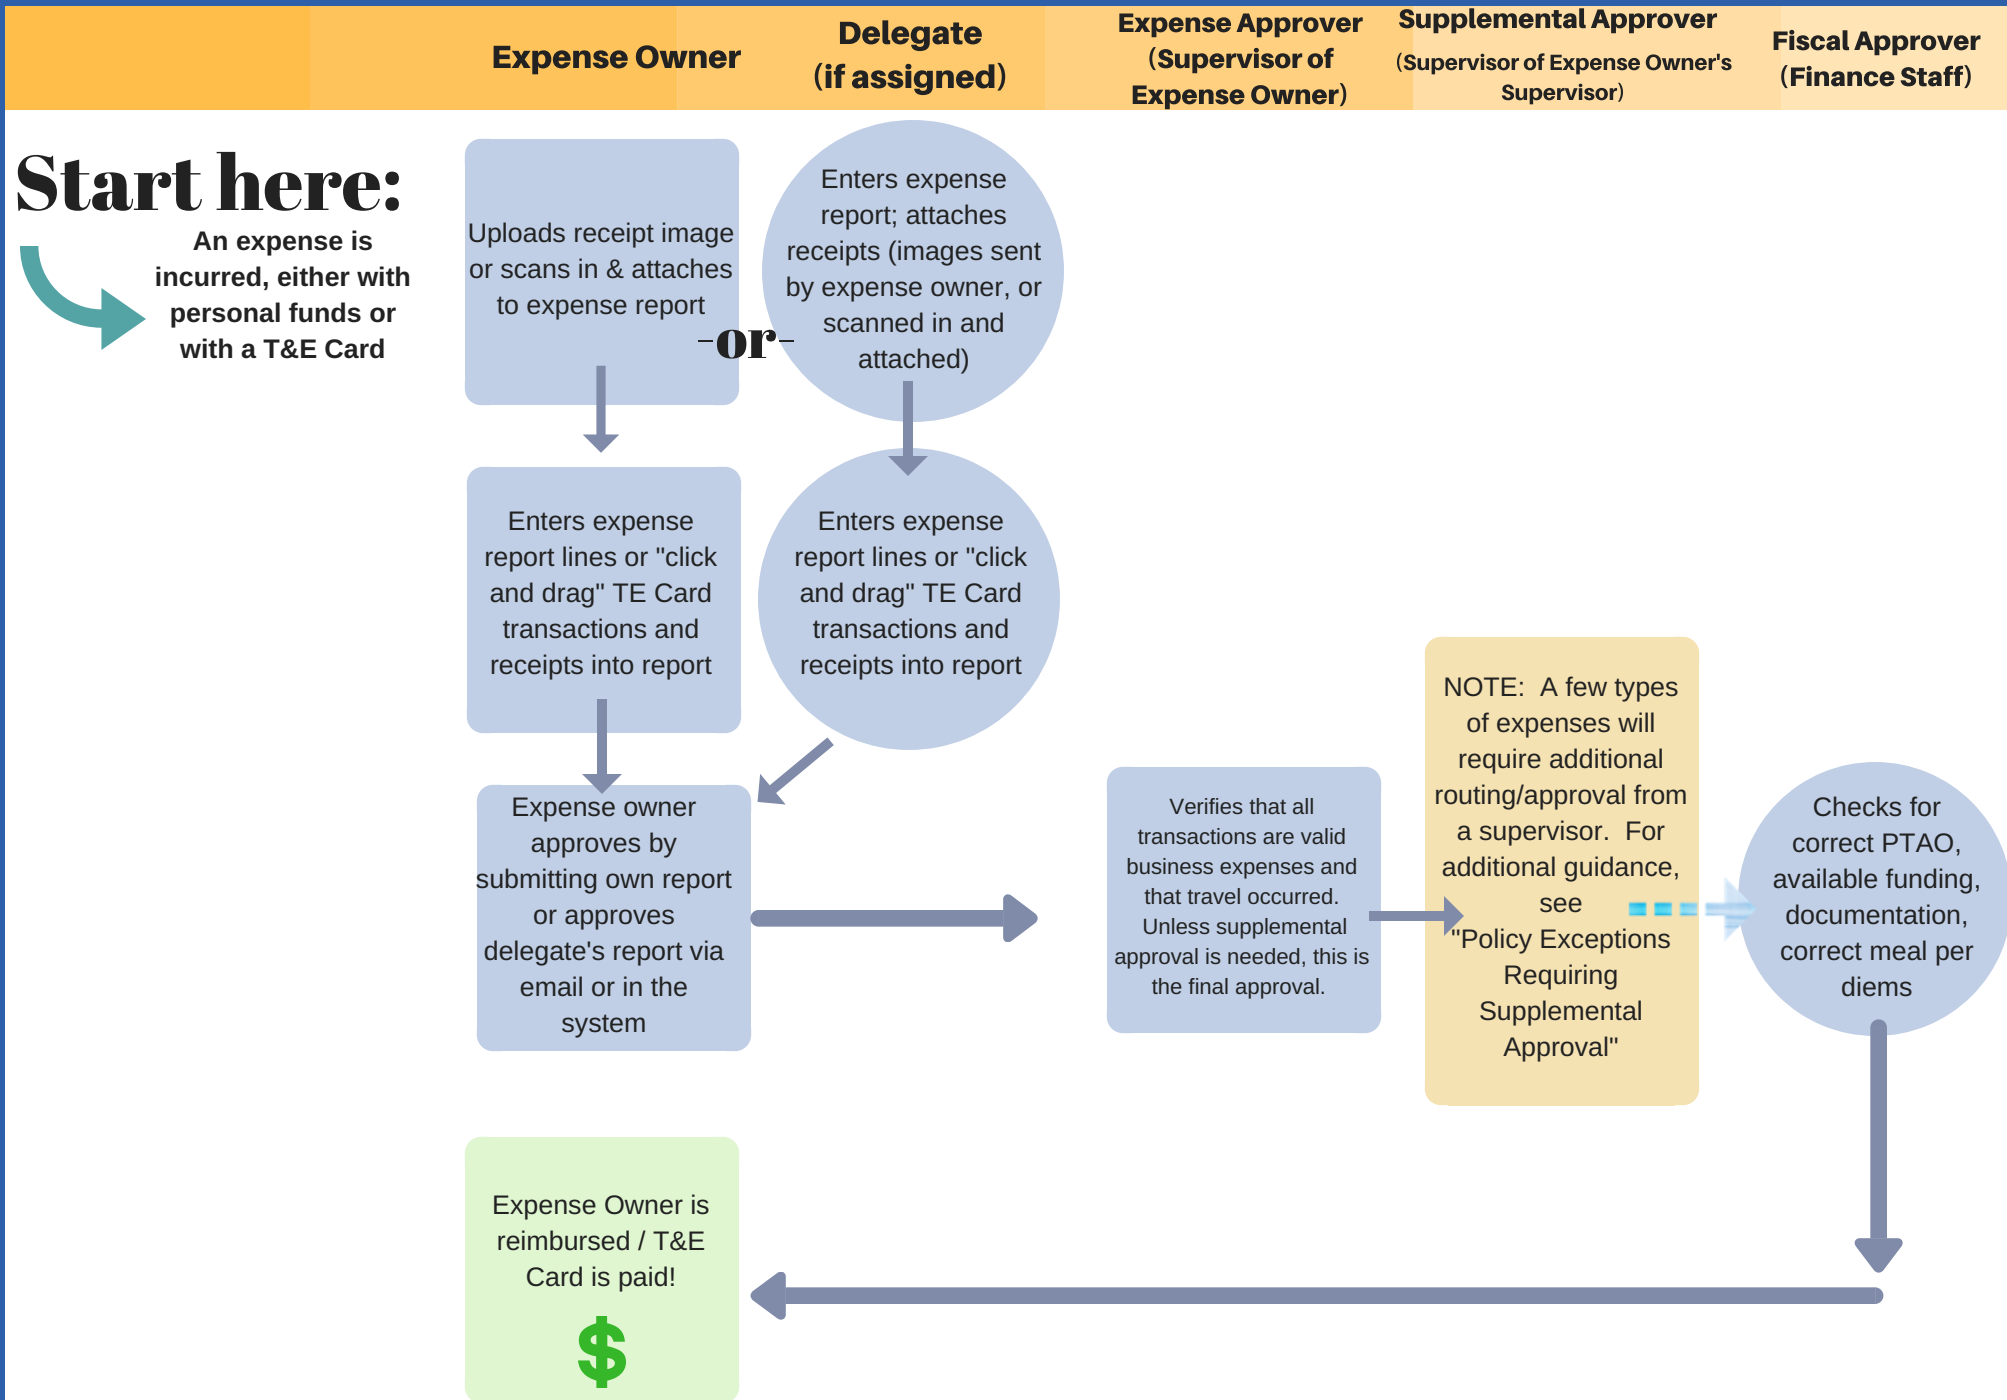 Expense Owner
Delegate
(if assigned)
Expense Approver
(Supervisor of
Expense Owner)
Supplemental Approver
(Supervisor of Expense Owner's
Supervisor)
Fiscal Approver
(Finance Staff)
Start here:
An expense is
incurred, either with
personal funds or
with a T&E Card
Uploads receipt image
or scans in & attaches
to expense report
-or-
Enters expense
report; attaches
receipts (images sent
by expense owner, or
scanned in and
attached)
Enters expense
report lines or "click
and drag" TE Card
transactions and
receipts into report
Enters expense
report lines or "click
and drag" TE Card
transactions and
receipts into report
Expense owner
approves by
submitting own report
or approves
delegate's report via
email or in the
system
Verifies that all
transactions are valid
business expenses and
that travel occurred.
Unless supplemental
approval is needed, this is
the final approval.
NOTE:  A few types
of expenses will
require additional
routing/approval from
a supervisor.  For
additional guidance,
see
"Policy Exceptions
Requiring
Supplemental
Approval"
Checks for
correct PTAO,
available funding,
documentation,
correct meal per
diems
Expense Owner is
reimbursed / T&E
Card is paid!
$